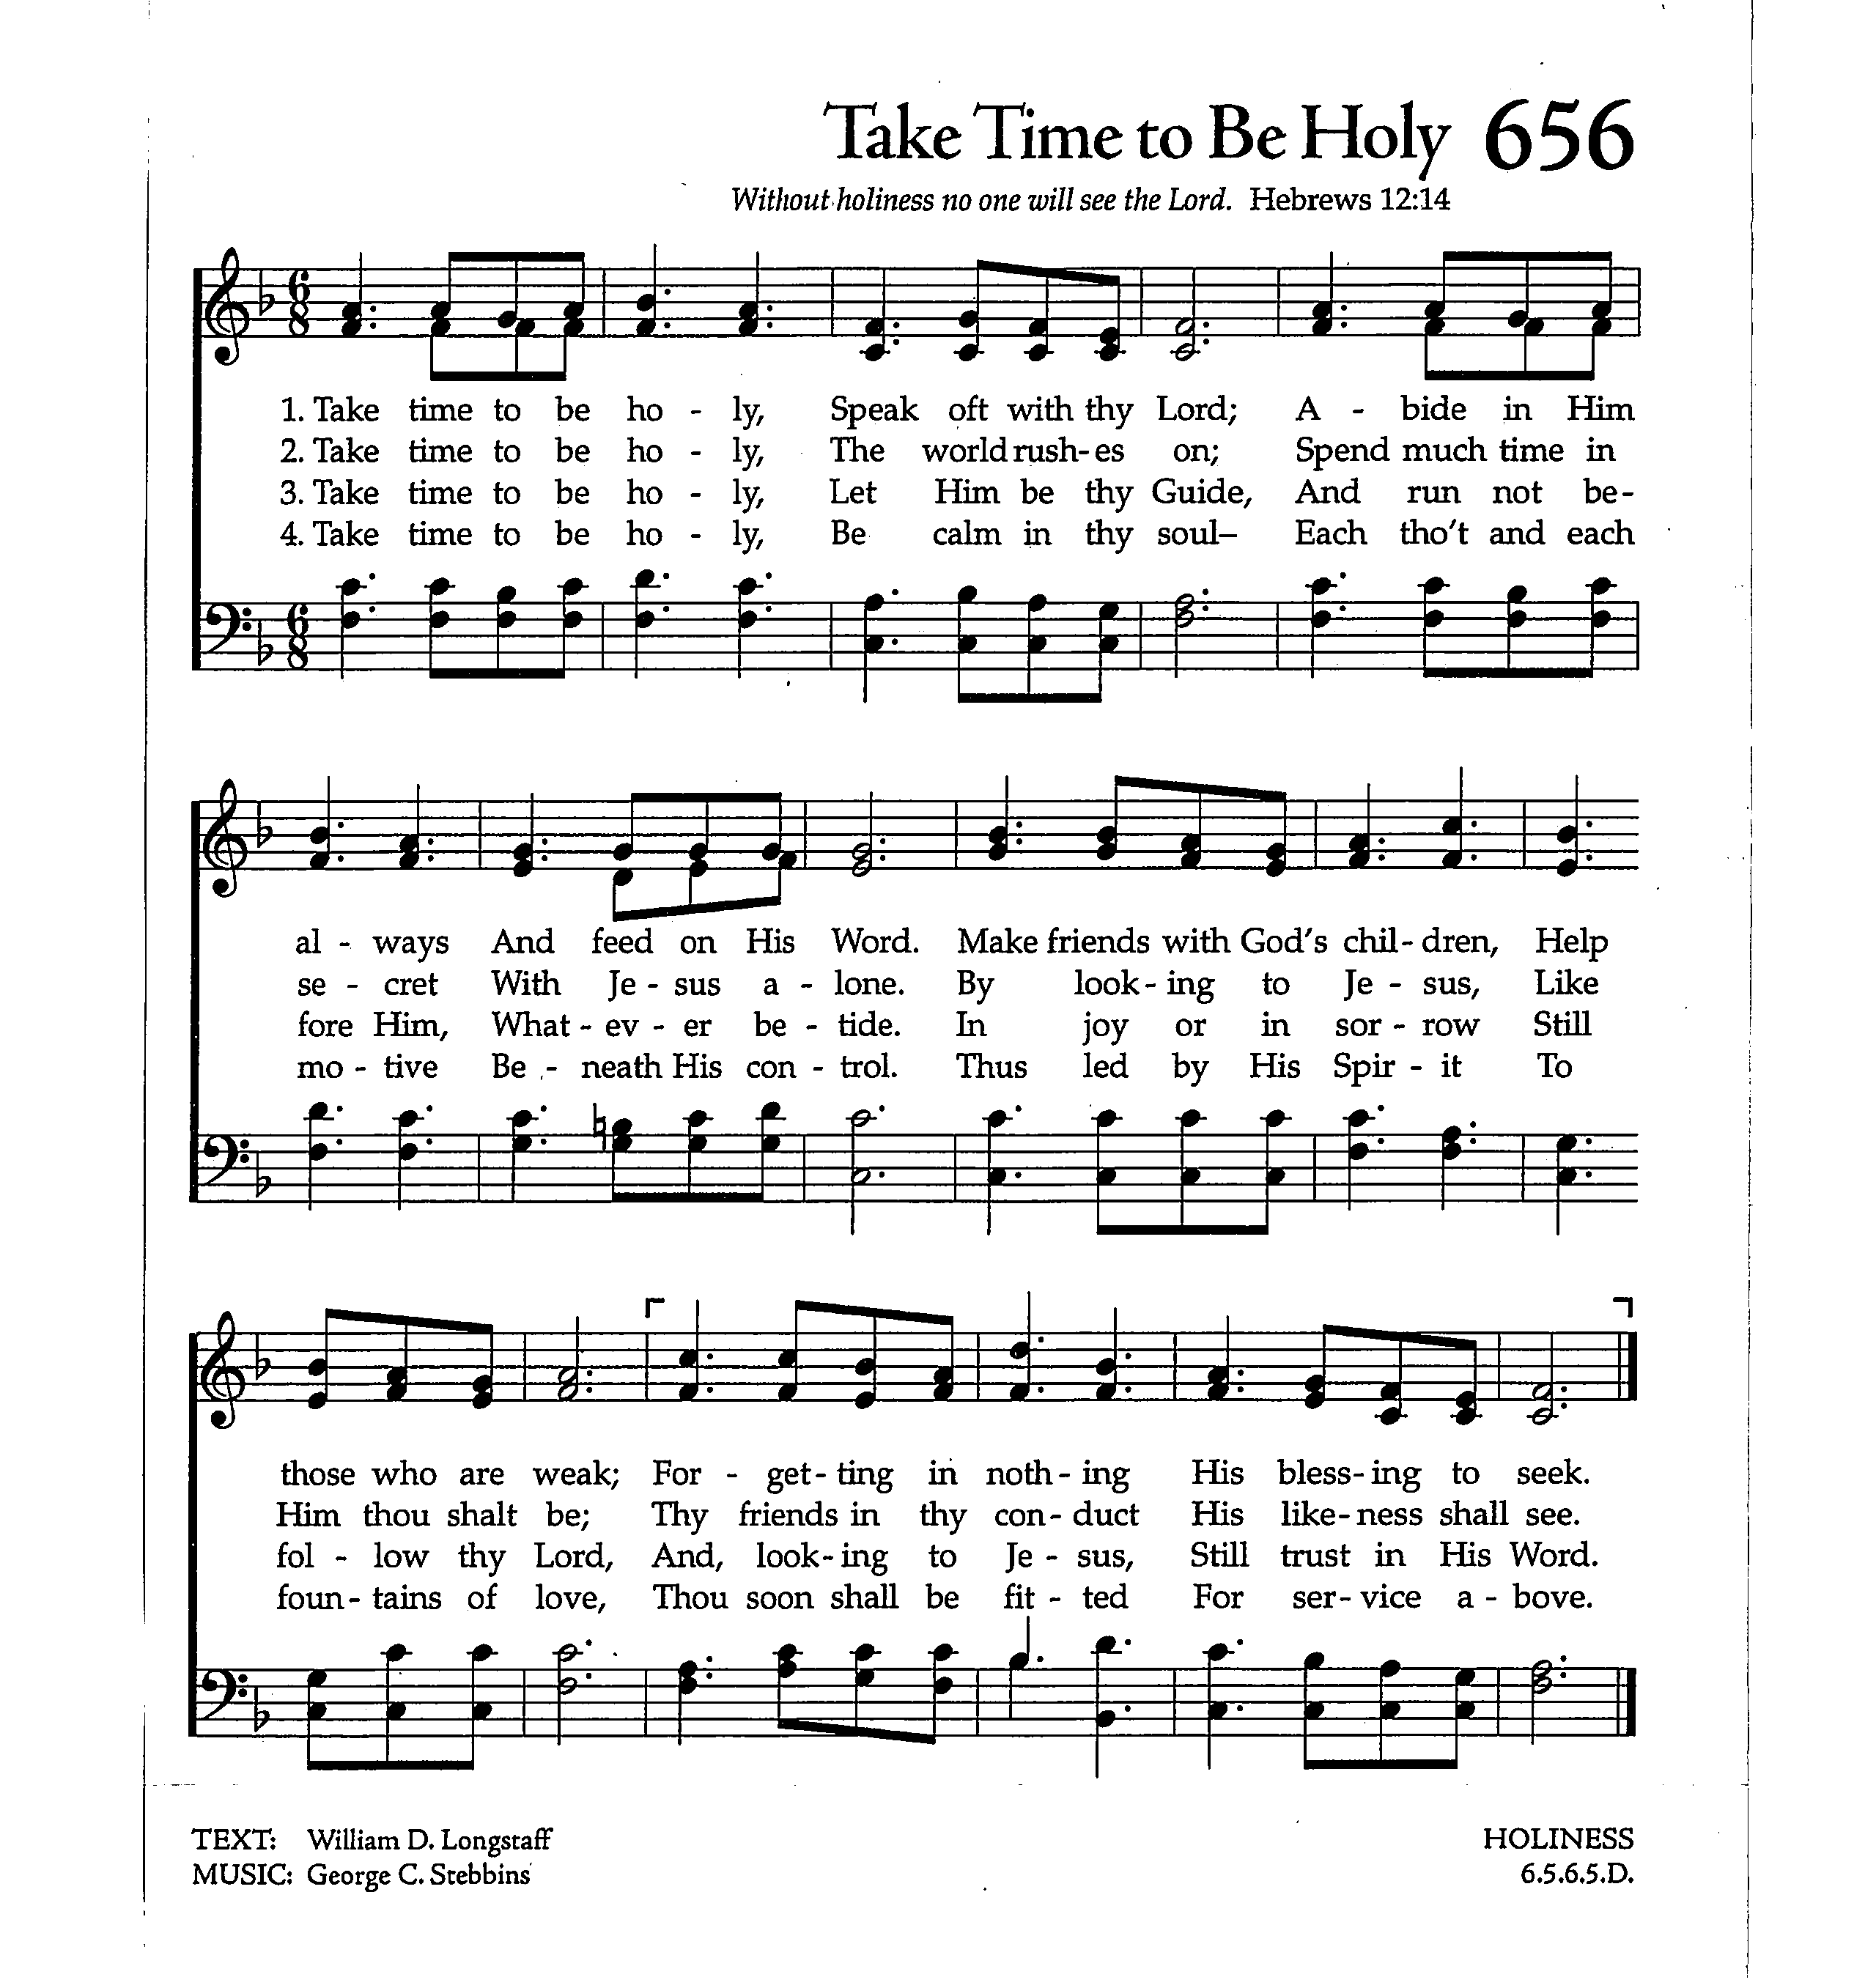 Take Time to Be Holy 656
Without holiness no one will see the Lord. Hebrews 12:14
6
8
1. Take time to be ho - ly, Speak oft with thy Lord; A - bide in Him
2. Take time to be ho - ly, The world rush - es on; Spend much time in
3. Take time to be ho - ly, Let Him be thy Guide, And run not be -
4. Take time to be ho - ly, Be calm in thy soul– Each tho't and each
6
8
al - ways And feed on His Word. Make friends with God's chil - dren, Help
se - cret With Je - sus a - lone. By look - ing to Je - sus, Like
fore Him, What - ev - er be - tide. In joy or in sor - row Still
mo - tive Be - neath His con - trol. Thus led by His Spir - it To
those who are weak; For - get - ting in noth - ing His bless - ing to seek.
Him thou shalt be; Thy friends in thy con - duct His like - ness shall see.
fol - low thy Lord, And, look - ing to Je - sus, Still trust in His Word.
foun - tains of love, Thou soon shall be fit - ted For ser - vice a - bove.
TEXT: William D. Longstaff HOLINESS
MUSIC: George C. Stebbins 6.5.6.5.D.